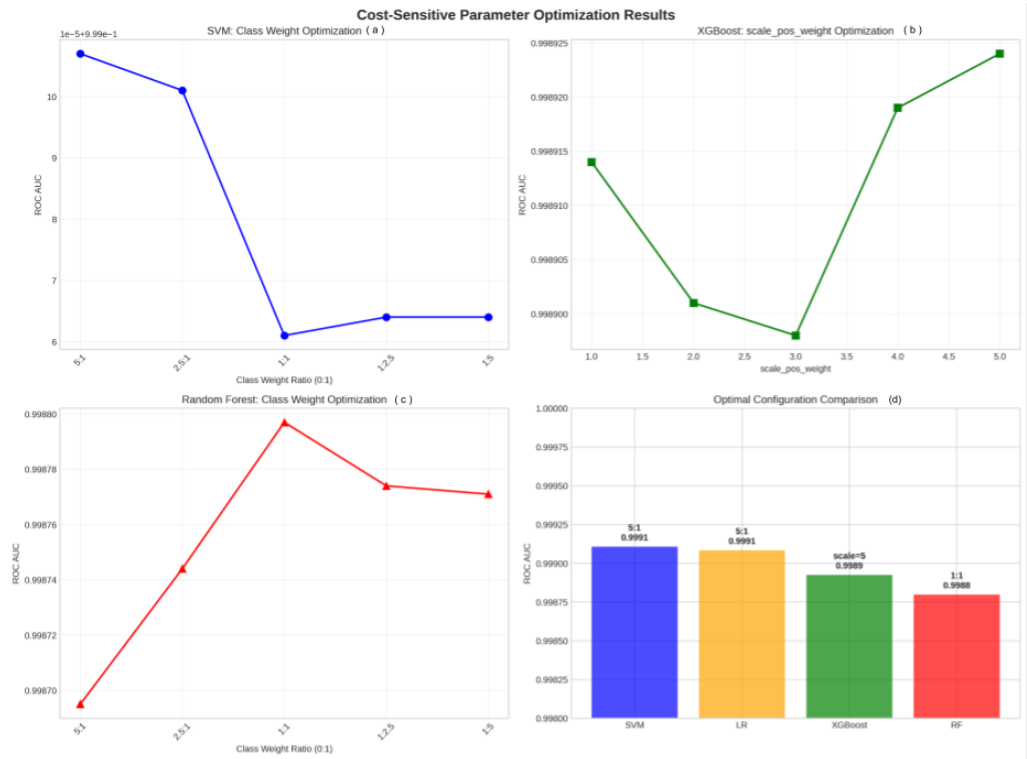 Cost-Sensitive Parameter Optimization Results
SVM: Class Weight Optimization ( a )
1e−5+9.99e−1
10
9
8
7
6
ROC AUC
5:1
2.5:1
1:1
1:2.5
1:5
Class Weight Ratio (0:1)
XGBoost: scale_pos_weight Optimization ( b )
0.998925
0.998920
0.998915
0.998910
0.998905
0.998900
ROC AUC
1.0 1.5 2.0 2.5 3.0 3.5 4.0 4.5 5.0
scale_pos_weight
Random Forest: Class Weight Optimization ( c )
0.99880
0.99878
0.99876
0.99874
0.99872
0.99870
ROC AUC
5:1
2.5:1
1:1
1:2.5
1:5
Class Weight Ratio (0:1)
Optimal Configuration Comparison (d)
1.00000
0.99975
0.99950
0.99925
0.99900
0.99875
0.99850
0.99825
0.99800
ROC AUC
5:1
0.9991
5:1
0.9991
scale=5
0.9989
1:1
0.9988
SVM LR XGBoost RF